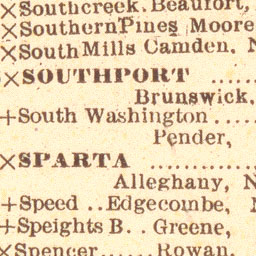 ×Southcreek. Beaufort,
×SouthernPines Moore
×South Mills Camden, N
×SOUTHPORT ......
Brunswick,
+South Washington .....
Pender,
×SPARTA ..............
Alleghany, N
+Speed ..Edgecombe, N
+Speights B. . Greene,
×Spencer...... Rowan.